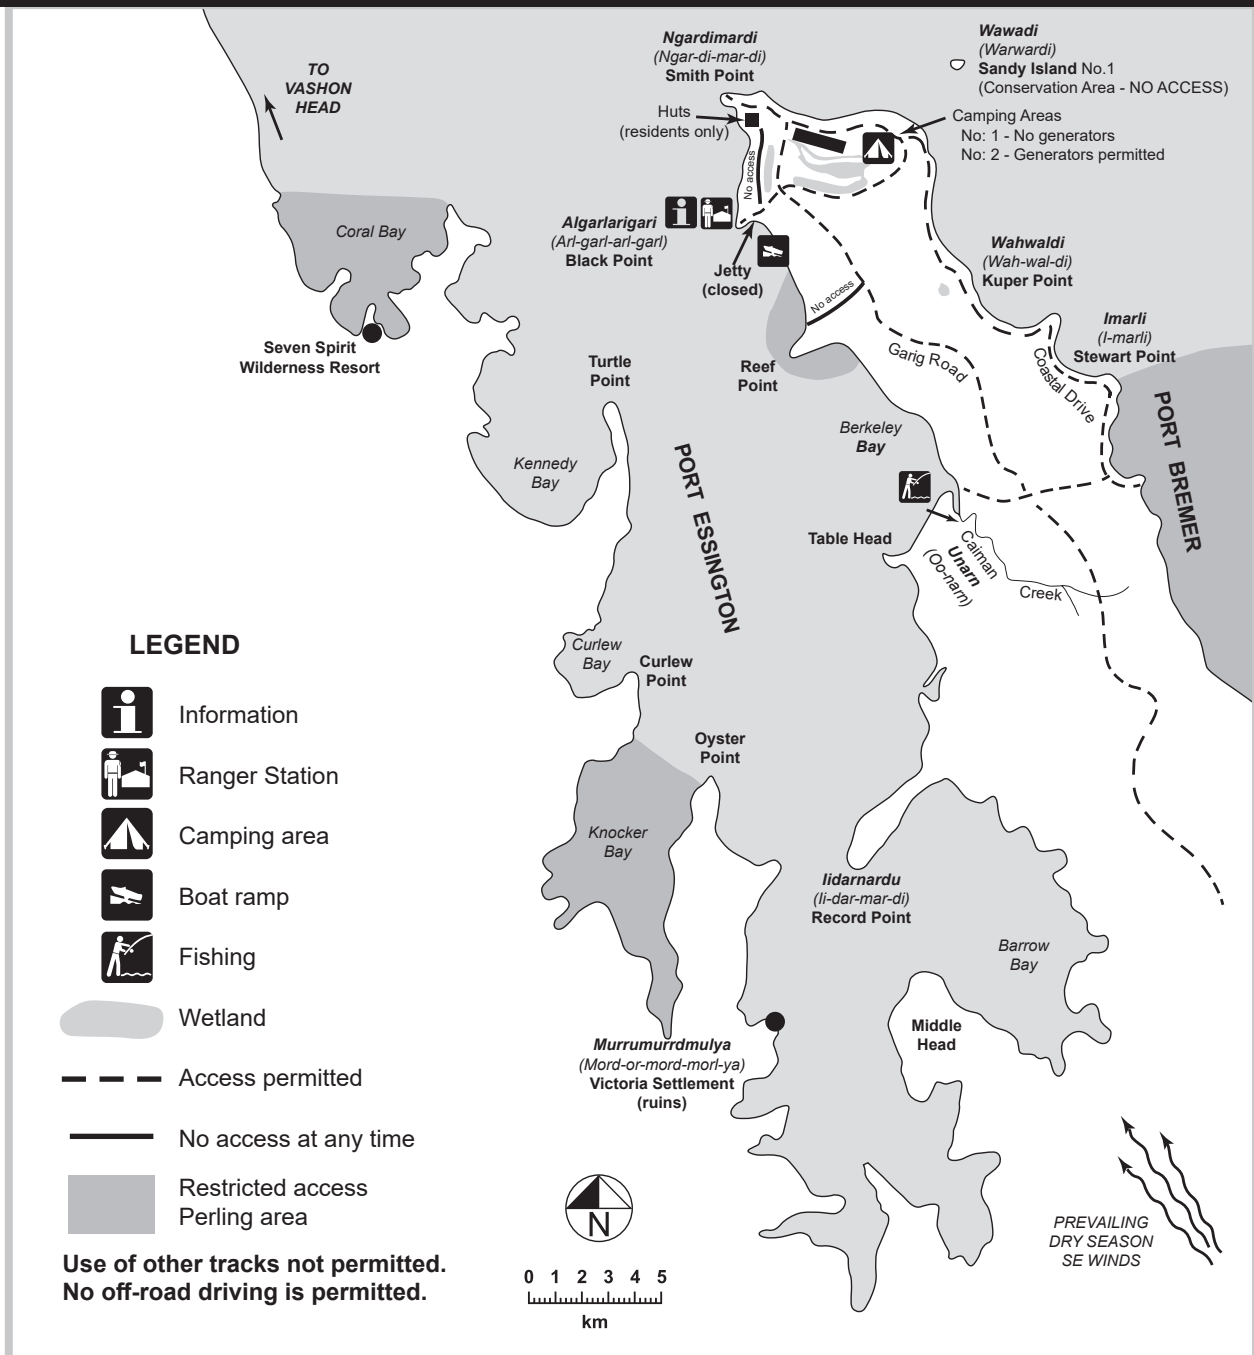 Ngardimardi
(Ngar-di-mar-di)
Smith Point
Wawadi
(Warwardi)
Sandy Island No.1
(Conservation Area - NO ACCESS)
TO
VASHON
HEAD
Huts
(residents only)
Camping Areas
No: 1 - No generators
No: 2 - Generators permitted
No access
Coral Bay
Algarlarigari
(Arl-garl-arl-garl)
Black Point
Jetty
(closed)
Wahwaldi
(Wah-wal-di)
Kuper Point
No access
Imarli
(I-marli)
Stewart Point
Seven Spirit
Wilderness Resort
Turtle
Point
Reef
Point
Garig Road
Coastal Drive
PORT BREMER
Berkeley
Bay
Kennedy
Bay
PORT ESSINGTON
Table Head
Caiman
Unarn
(Oo-narn)
Creek
LEGEND
Curlew
Bay
Curlew
Point
Information
Ranger Station
Camping area
Boat ramp
Fishing
Wetland
Access permitted
No access at any time
Restricted access
Perling area
Use of other tracks not permitted.
No off-road driving is permitted.
Oyster
Point
Knocker
Bay
Iidarnardu
(Ii-dar-mar-di)
Record Point
Barrow
Bay
Middle
Head
Murrumurrdmulya
(Mord-or-mord-morl-ya)
Victoria Settlement
(ruins)
N
0 1 2 3 4 5
km
PREVAILING
DRY SEASON
SE WINDS